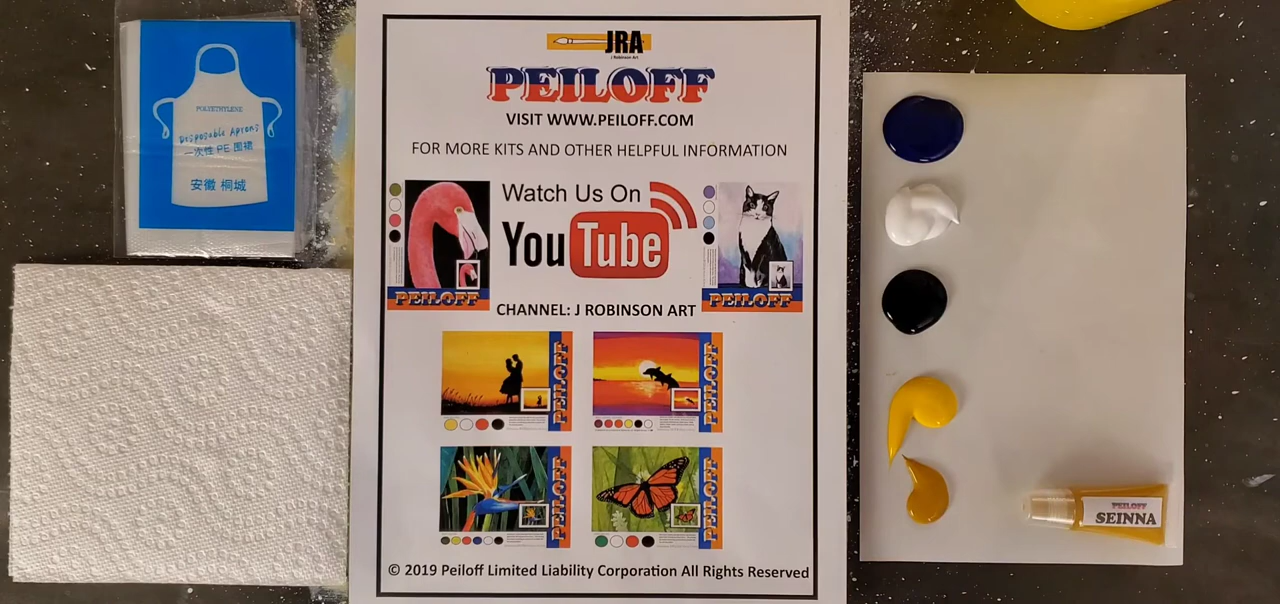 POLYETHYLENE
Desposable Aprons
一次性 PE 围裙
安徽 桐城
JRA
J Robinson Art
PEILOFF
VISIT WWW.PEILOFF.COM
FOR MORE KITS AND OTHER HELPFUL INFORMATION
Watch Us On
YouTube
PEILOFF
PEILOFF
CHANNEL: J ROBINSON ART
PEILOFF
PEILOFF
PEILOFF
PEILOFF
© 2019 Peiloff Limited Liability Corporation All Rights Reserved
PEILOFF
SEINNA